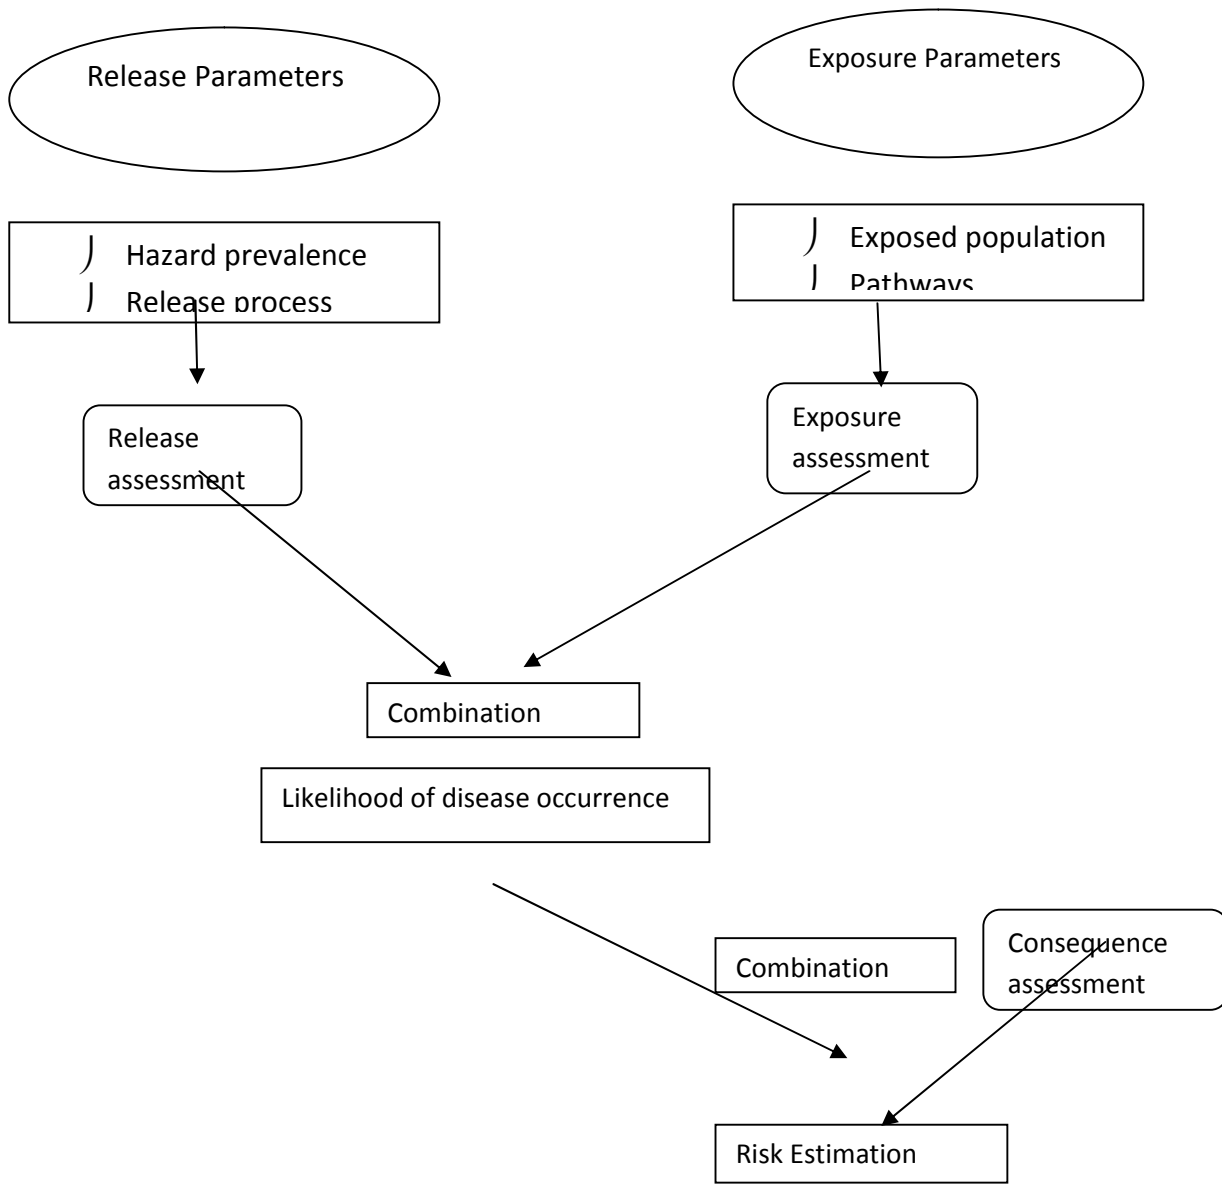 Release Parameters
Exposure Parameters
Hazard prevalence
Release process
Exposed population
Pathways
Release
assessment
Exposure
assessment
Combination
Likelihood of disease occurrence
Combination
Consequence
assessment
Risk Estimation